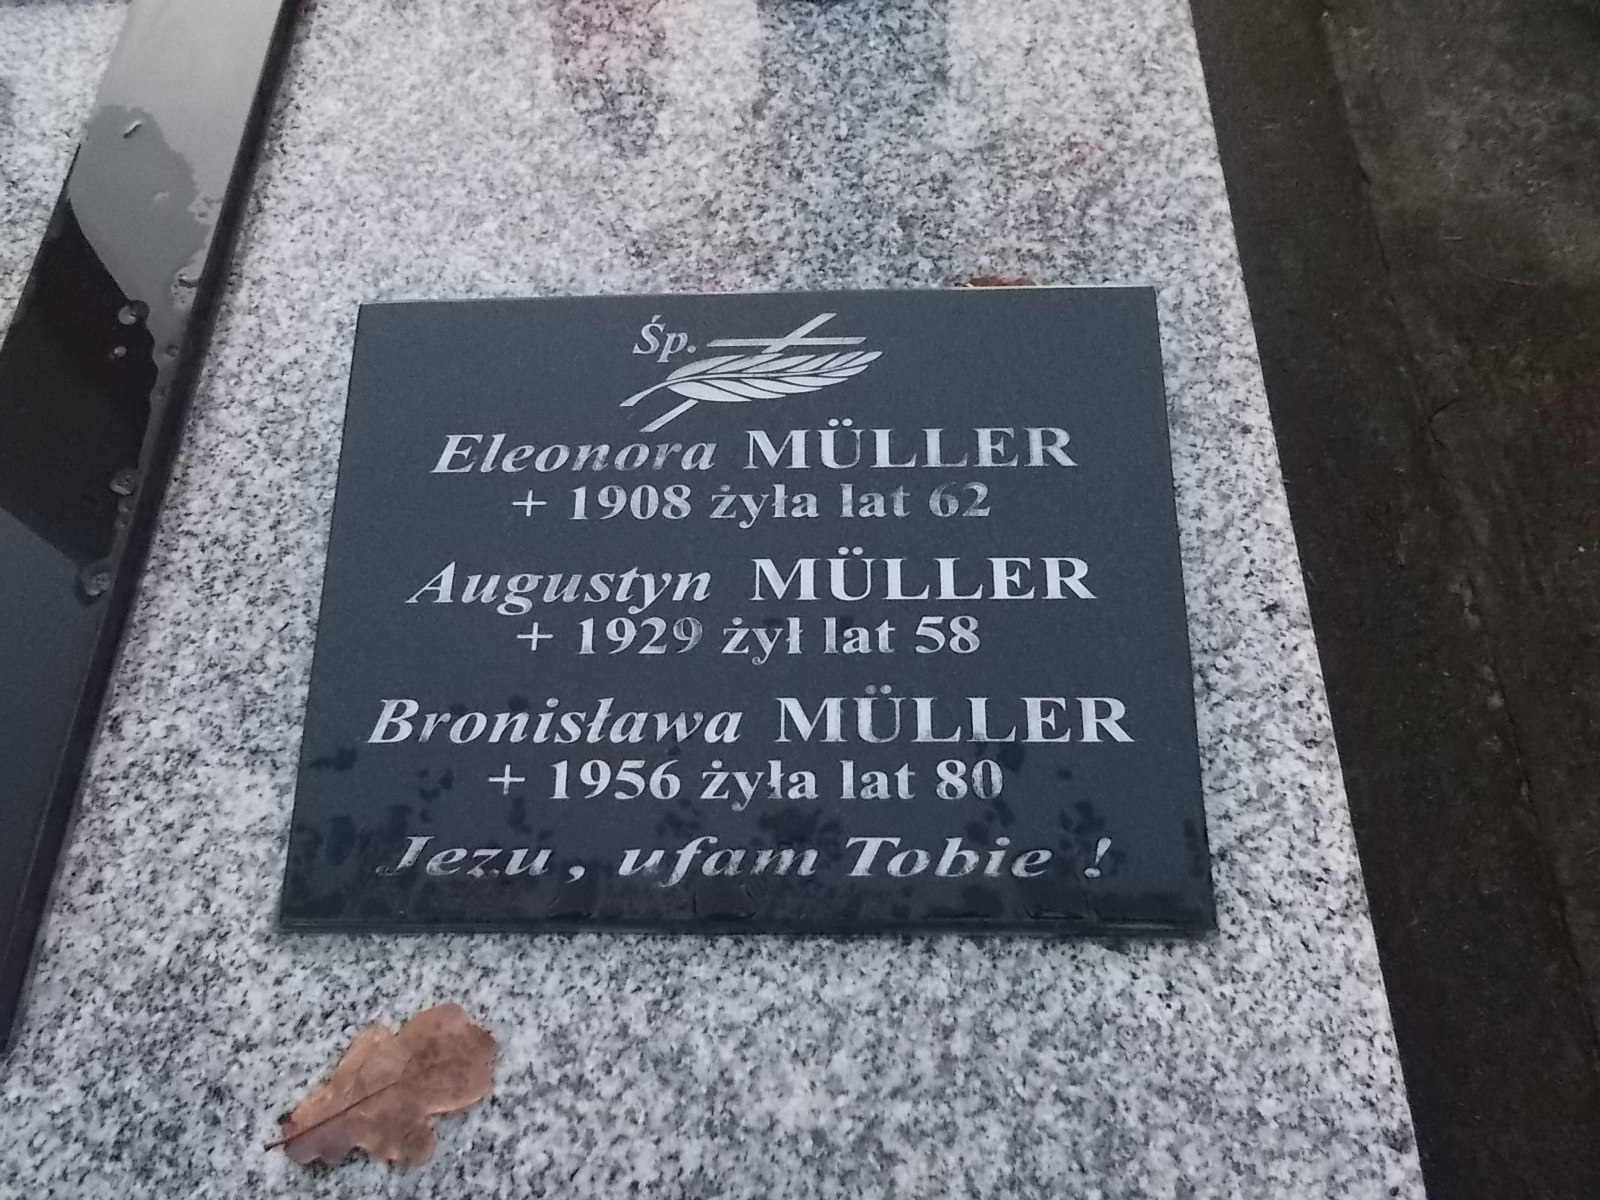 Śp.
Eleonora MÜLLER
+ 1908 żyła lat 62
Augustyn MÜLLER
+ 1929 żył lat 58
Bronisława MÜLLER
+ 1956 żyła lat 80
Jezu, ufam Tobie !